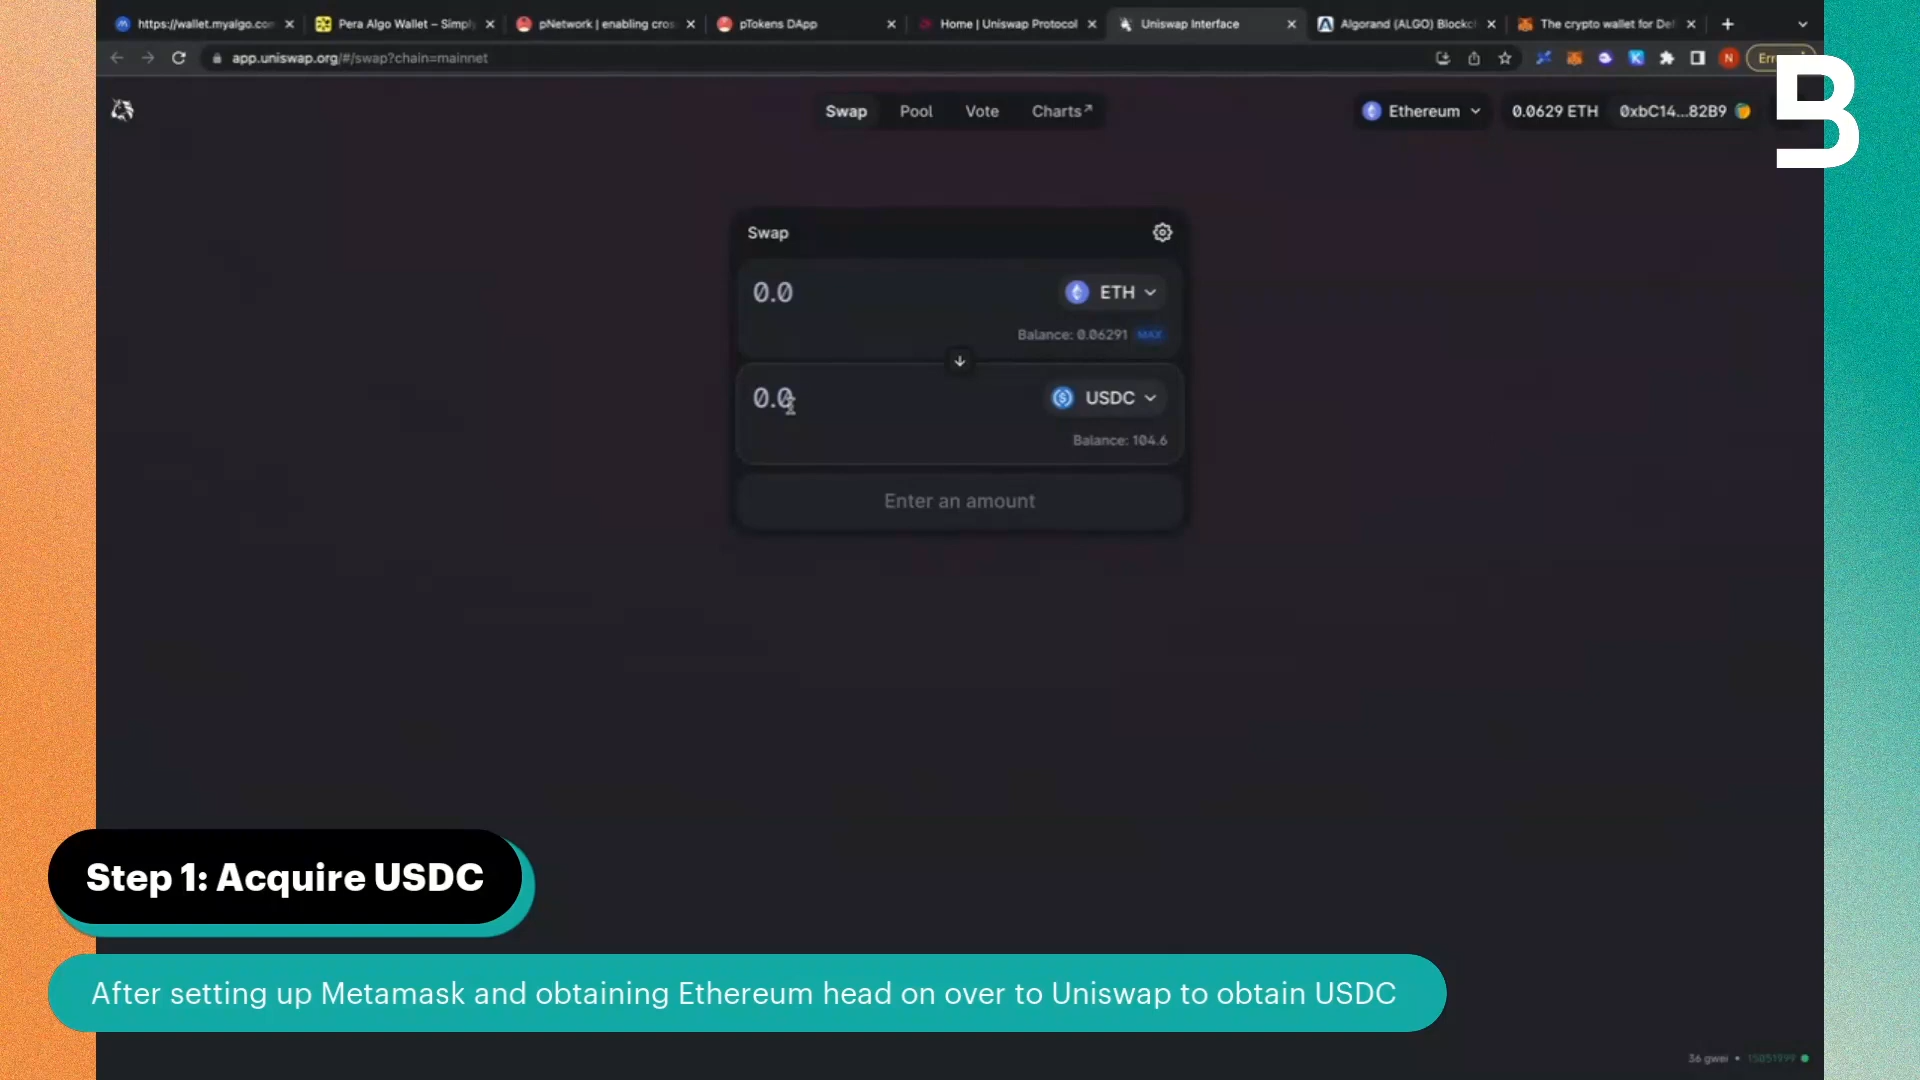 https://wallet.myalgo.com
Pera Algo Wallet – Simply
pNetwork | enabling cros
pTokens DApp
Home | Uniswap Protocol
Uniswap Interface
Algorand (ALGO) Blockc
The crypto wallet for De
app.uniswap.org/#/swap?chain=mainnet
N
Err
B
Swap
Pool
Vote
Charts↗
Ethereum
0.0629 ETH
0xbC14...82B9
Swap
0.0
ETH
Balance: 0.06291 MAX
0.0
USDC
Balance: 104.6
Enter an amount
Step 1: Acquire USDC
After setting up Metamask and obtaining Ethereum head on over to Uniswap to obtain USDC
36 gwei • 15051999